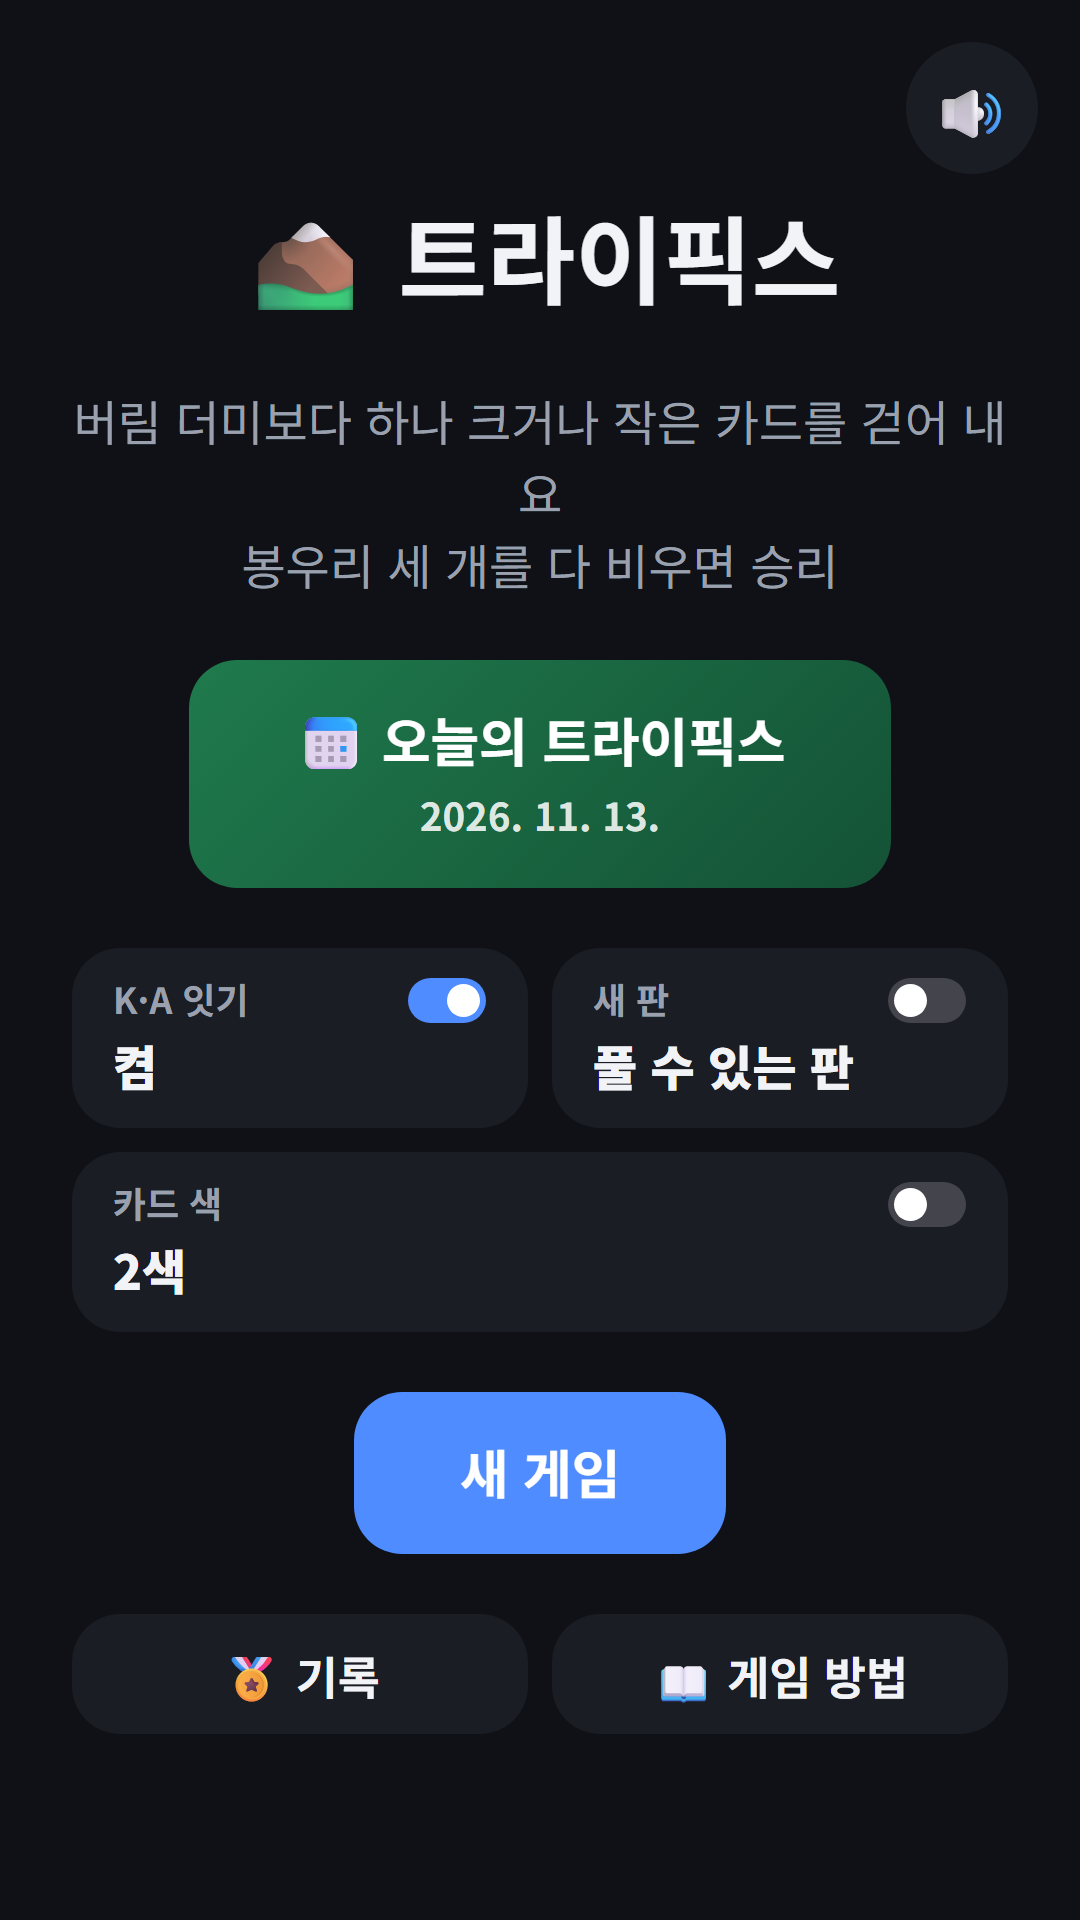 트라이픽스
버림 더미보다 하나 크거나 작은 카드를 걷어 내
요
봉우리 세 개를 다 비우면 승리
오늘의 트라이픽스
2026. 11. 13.
K·A 잇기
켬
새 판
풀 수 있는 판
카드 색
2색
새 게임
기록
게임 방법